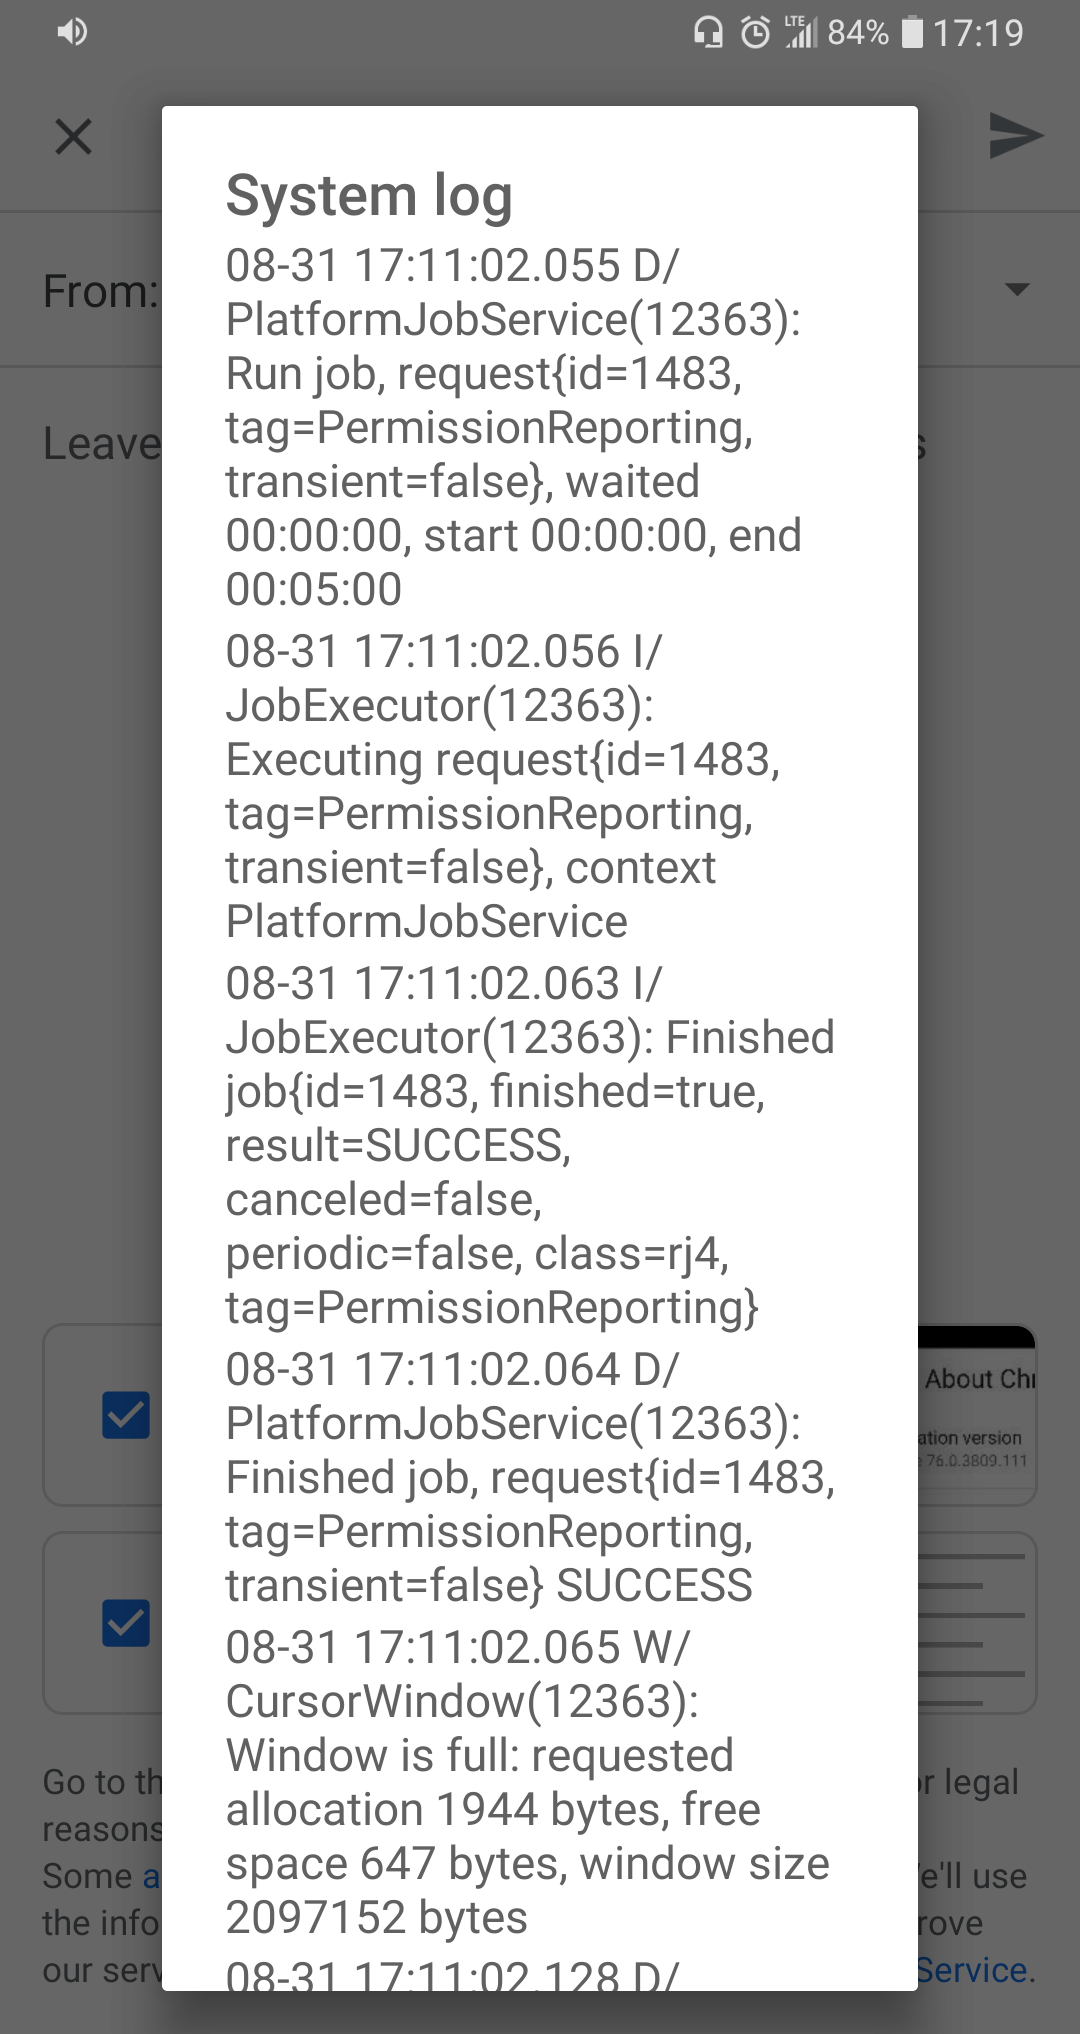 LTE 84% 17:19
System log
08-31 17:11:02.055 D/
From:
PlatformJobService(12363):
Run job, request{id=1483,
tag=PermissionReporting,
Leave
transient=false}, waited
00:00:00, start 00:00:00, end
00:05:00
08-31 17:11:02.056 I/
JobExecutor(12363):
Executing request{id=1483,
tag=PermissionReporting,
transient=false}, context
PlatformJobService
08-31 17:11:02.063 I/
JobExecutor(12363): Finished
job{id=1483, finished=true,
result=SUCCESS,
canceled=false,
periodic=false, class=rj4,
tag=PermissionReporting}
08-31 17:11:02.064 D/
PlatformJobService(12363):
Finished job, request{id=1483,
tag=PermissionReporting,
transient=false} SUCCESS
08-31 17:11:02.065 W/
CursorWindow(12363):
Window is full: requested
allocation 1944 bytes, free
space 647 bytes, window size
2097152 bytes
08-31 17:11:02.128 D/
About Ch
ation version
76.0.3809.111
Go to th
r legal
reasons
Some a
e'll use
the info
rove
our serv
Service.